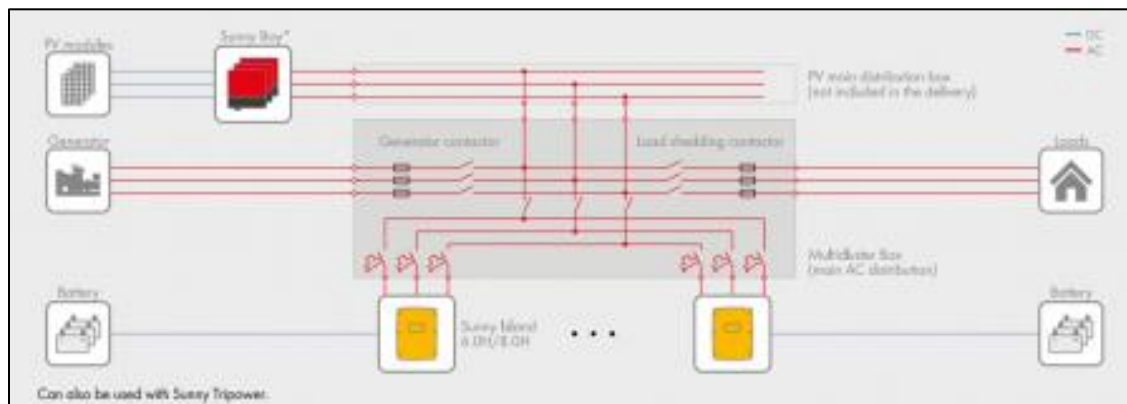 PV modules
Sunny Boy*
DC
AC
PV main distribution box
(not included in the delivery)
Generator
Generator contactor
Load shedding contactor
Loads
Multicluster Box
(main AC distribution)
Battery
Sunny Island
6.0H/8.0H
Battery
Can also be used with Sunny Tripower.